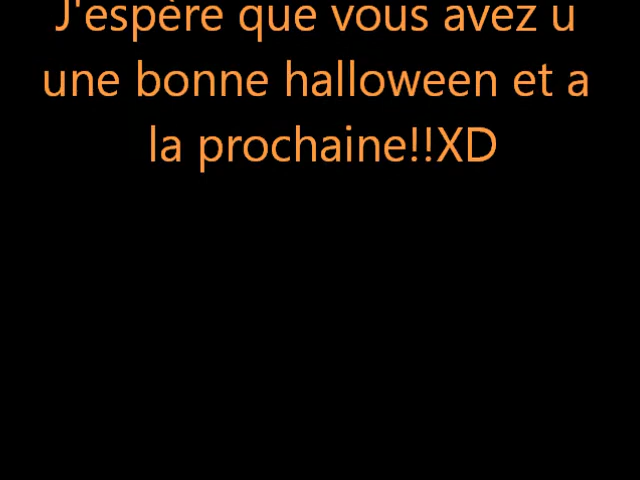 J'espère que vous avez u
une bonne halloween et a
la prochaine!!XD